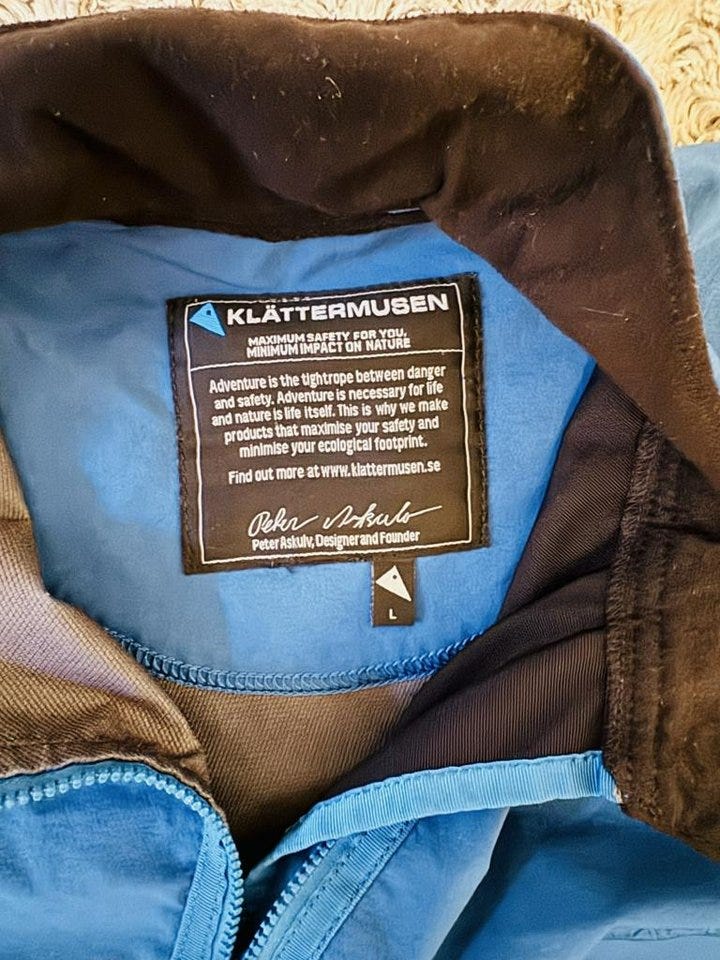 KLÄTTERMUSEN
MAXIMUM SAFETY FOR YOU,
MINIMUM IMPACT ON NATURE
Adventure is the tightrope between danger
and safety. Adventure is necessary for life
and nature is life itself. This is why we make
products that maximise your safety and
minimise your ecological footprint.
Find out more at www.klattermusen.se
Peter Askulv
Peter Askulv, Designer and Founder
L